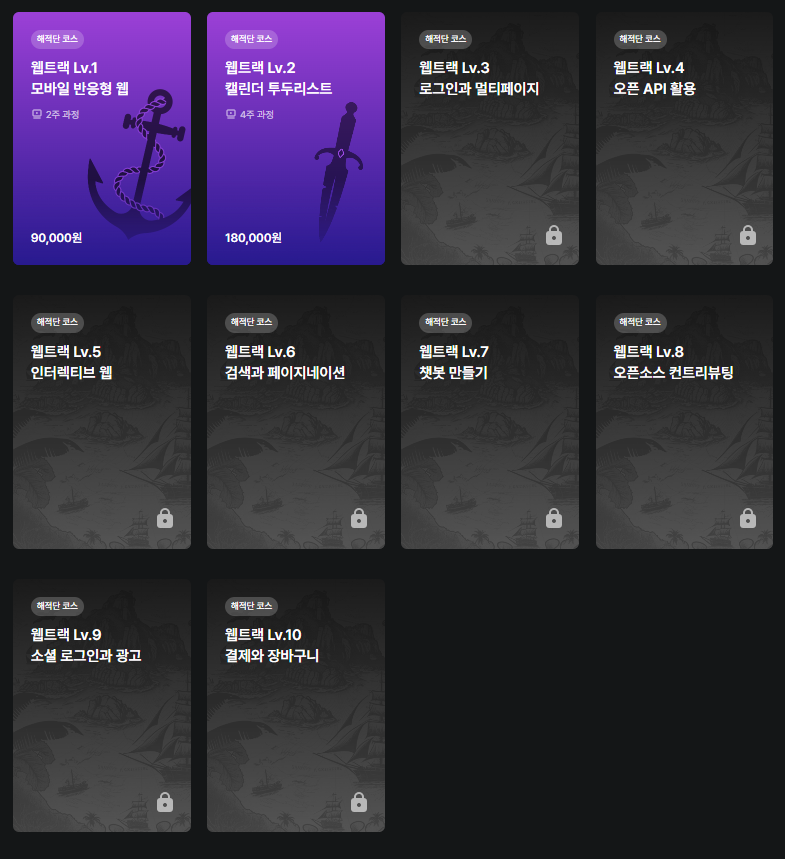 해적단 코스
웹트랙 Lv.1
모바일 반응형 웹
2주 과정
90,000원
해적단 코스
웹트랙 Lv.2
캘린더 투두리스트
4주 과정
180,000원
해적단 코스
웹트랙 Lv.3
로그인과 멀티페이지
해적단 코스
웹트랙 Lv.4
오픈 API 활용
해적단 코스
웹트랙 Lv.5
인터렉티브 웹
해적단 코스
웹트랙 Lv.6
검색과 페이지네이션
해적단 코스
웹트랙 Lv.7
챗봇 만들기
해적단 코스
웹트랙 Lv.8
오픈소스 컨트리뷰팅
해적단 코스
웹트랙 Lv.9
소셜 로그인과 광고
해적단 코스
웹트랙 Lv.10
결제와 장바구니